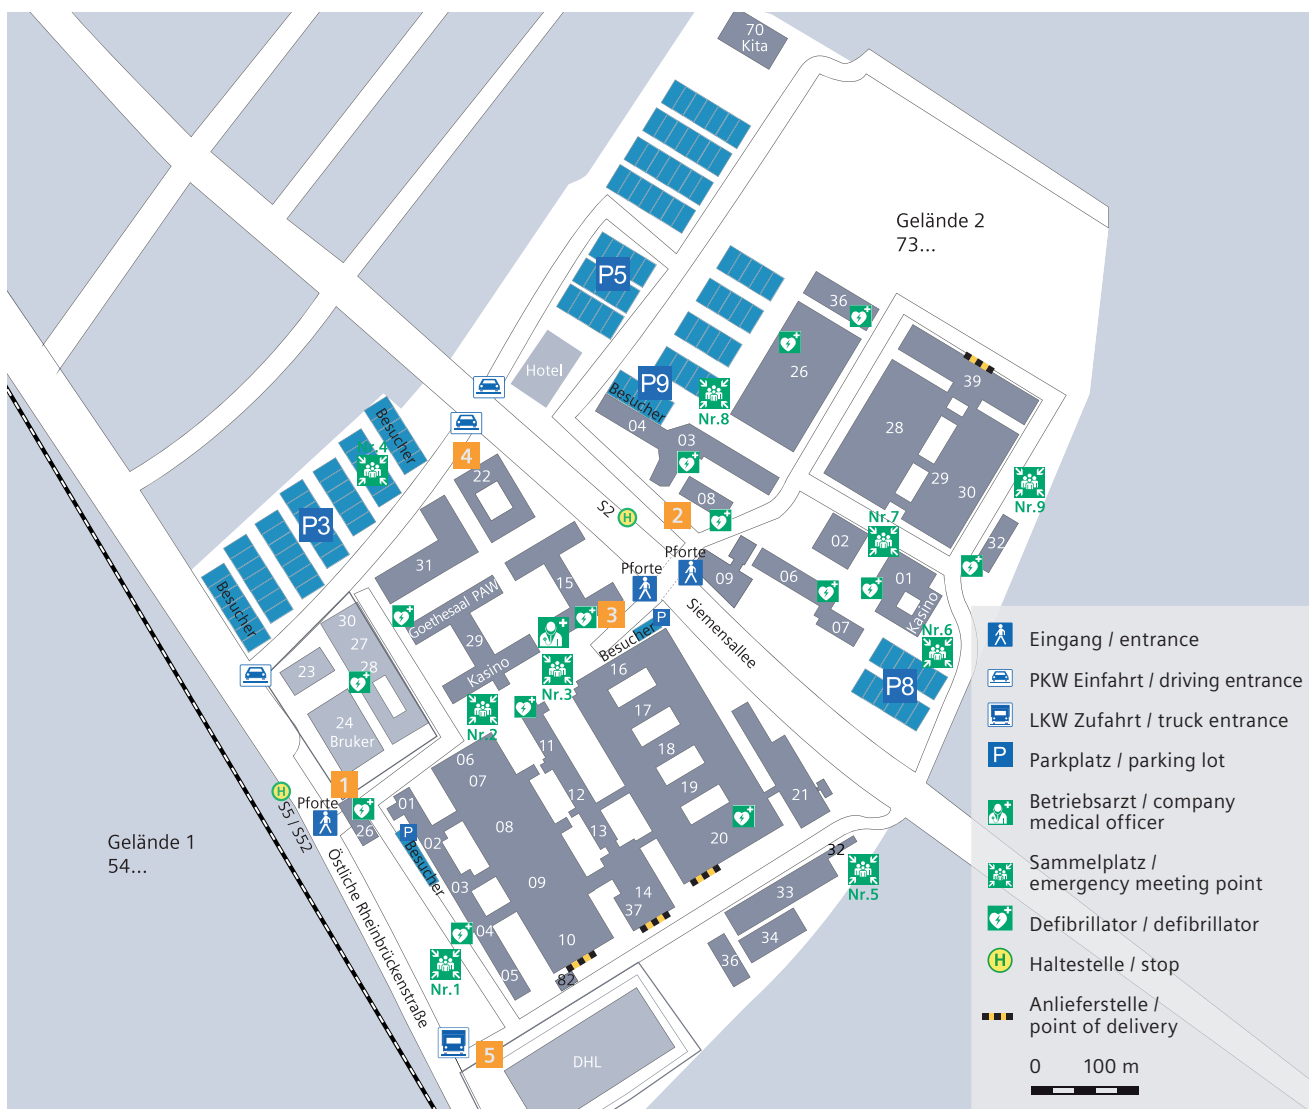 70
Kita
Gelände 2
73...
P5
36
Hotel
26
39
P9
Besucher
04
03
Nr.8
28
29
30
Besucher
Nr.4
4
22
P3
08
Nr.9
S2
H
2
Nr.7
02
32
Pforte
Pforte
31
15
09
06
01
Besucher
Goethesaal PAW
3
P
Siemensallee
07
Kasino
Nr.6
30
27
28
23
29
Kasino
Besucher
16
Nr.3
P8
24
Bruker
Nr.2
17
18
11
06
07
19
21
1
H
S5 / S52
Pforte
26
01
12
08
13
20
P
02
Besucher
32
Gelände 1
54...
Östliche Rheinbrückenstraße
03
09
14
37
33
Nr.5
04
10
34
05
82
36
Nr.1
5
DHL
Eingang / entrance
PKW Einfahrt / driving entrance
LKW Zufahrt / truck entrance
P
Parkplatz / parking lot
Betriebsarzt / company
medical officer
Sammelplatz /
emergency meeting point
Defibrillator / defibrillator
H
Haltestelle / stop
Anlieferstelle /
point of delivery
0 100 m